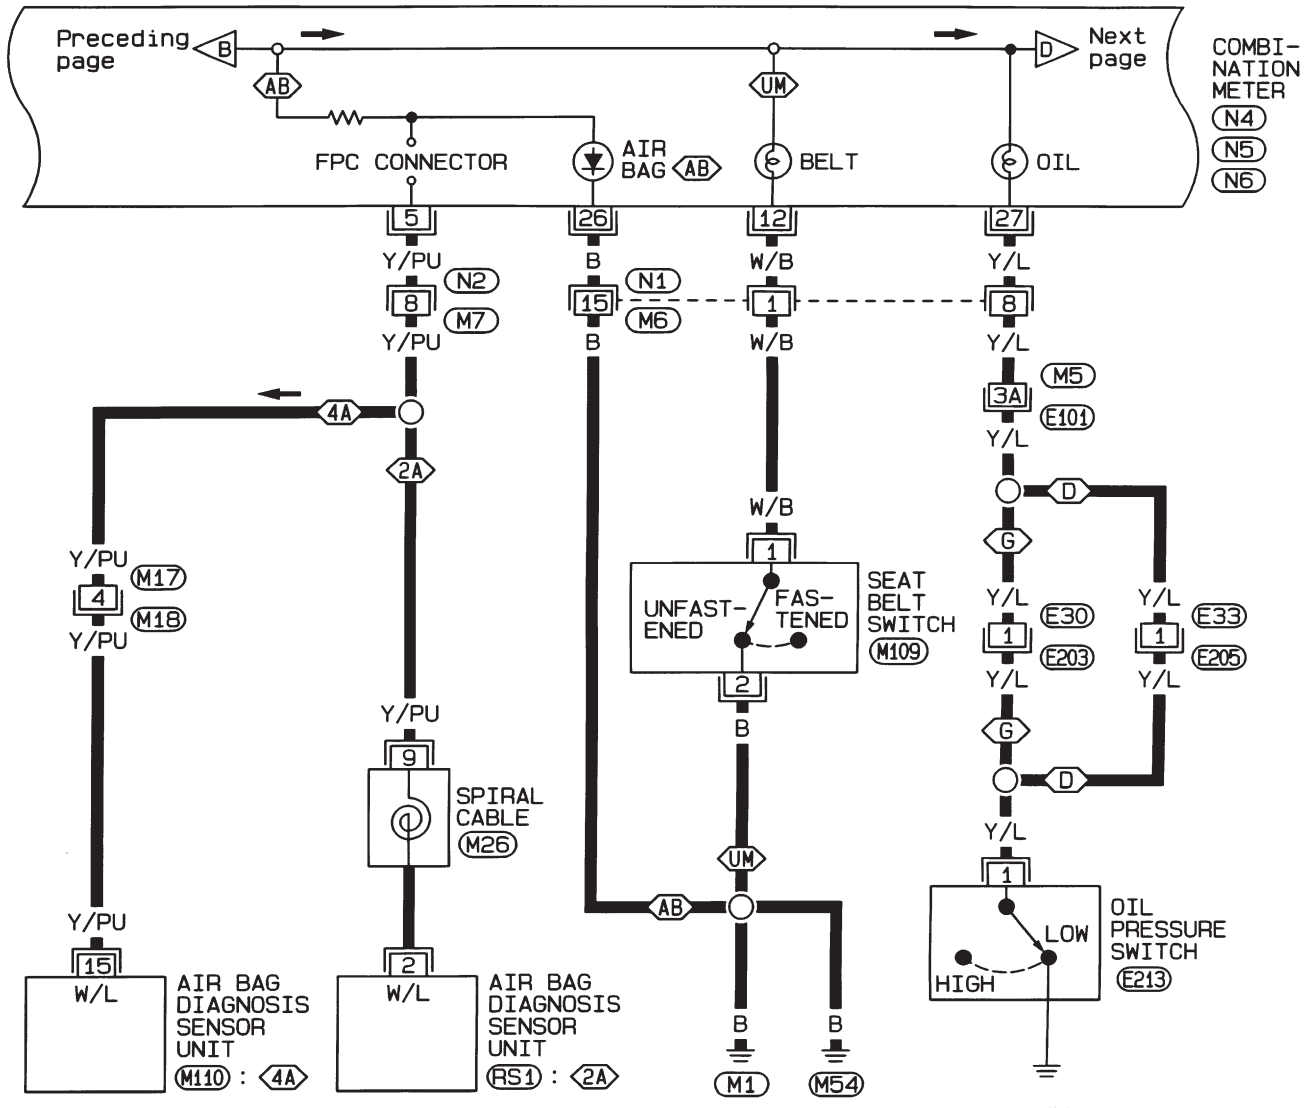 Preceding
page
B
D
Next
page
COMBI-
NATION
METER
N4
N5
N6
AB
UM
FPC CONNECTOR
AIR
BAG
AB
BELT
OIL
5
26
12
27
Y/PU
B
W/B
Y/L
N2
N1
8
15
1
8
M7
M6
Y/PU
B
W/B
Y/L
M5
3A
E101
Y/L
4A
2A
D
W/B
G
1
Y/PU
M17
4
M18
Y/PU
UNFAST-
ENED
FAS-
TENED
SEAT
BELT
SWITCH
M109
2
B
Y/L
E30
1
E203
Y/L
Y/L
E33
1
E205
Y/L
G
D
Y/PU
9
SPIRAL
CABLE
M26
Y/L
1
UM
AB
LOW
HIGH
OIL
PRESSURE
SWITCH
E213
Y/PU
15
W/L
AIR BAG
DIAGNOSIS
SENSOR
UNIT
M110 : 4A
2
W/L
AIR BAG
DIAGNOSIS
SENSOR
UNIT
RS1 : 2A
B
B
M1
M54